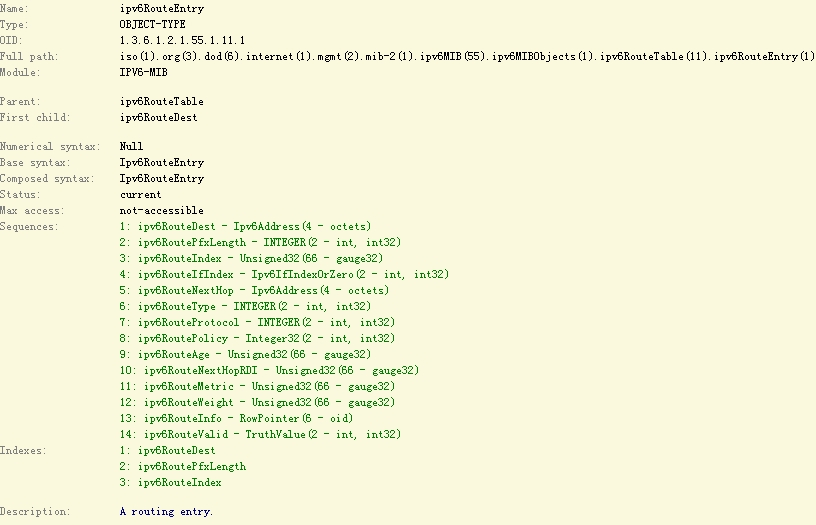 Name: ipv6RouteEntry
Type: OBJECT-TYPE
OID: 1.3.6.1.2.1.55.1.11.1
Full path: iso(1).org(3).dod(6).internet(1).mgmt(2).mib-2(1).ipv6MIB(55).ipv6MIBObjects(1).ipv6RouteTable(11).ipv6RouteEntry(1)
Module: IPV6-MIB
Parent: ipv6RouteTable
First child: ipv6RouteDest
Numerical syntax: Null
Base syntax: Ipv6RouteEntry
Composed syntax: Ipv6RouteEntry
Status: current
Max access: not-accessible
Sequences: 1: ipv6RouteDest - Ipv6Address(4 - octets)
2: ipv6RoutePfxLength - INTEGER(2 - int, int32)
3: ipv6RouteIndex - Unsigned32(66 - gauge32)
4: ipv6RouteIfIndex - Ipv6IfIndexOrZero(2 - int, int32)
5: ipv6RouteNextHop - Ipv6Address(4 - octets)
6: ipv6RouteType - INTEGER(2 - int, int32)
7: ipv6RouteProtocol - INTEGER(2 - int, int32)
8: ipv6RoutePolicy - Integer32(2 - int, int32)
9: ipv6RouteAge - Unsigned32(66 - gauge32)
10: ipv6RouteNextHopRDI - Unsigned32(66 - gauge32)
11: ipv6RouteMetric - Unsigned32(66 - gauge32)
12: ipv6RouteWeight - Unsigned32(66 - gauge32)
13: ipv6RouteInfo - RowPointer(6 - oid)
14: ipv6RouteValid - TruthValue(2 - int, int32)
Indexes: 1: ipv6RouteDest
2: ipv6RoutePfxLength
3: ipv6RouteIndex
Description: A routing entry.